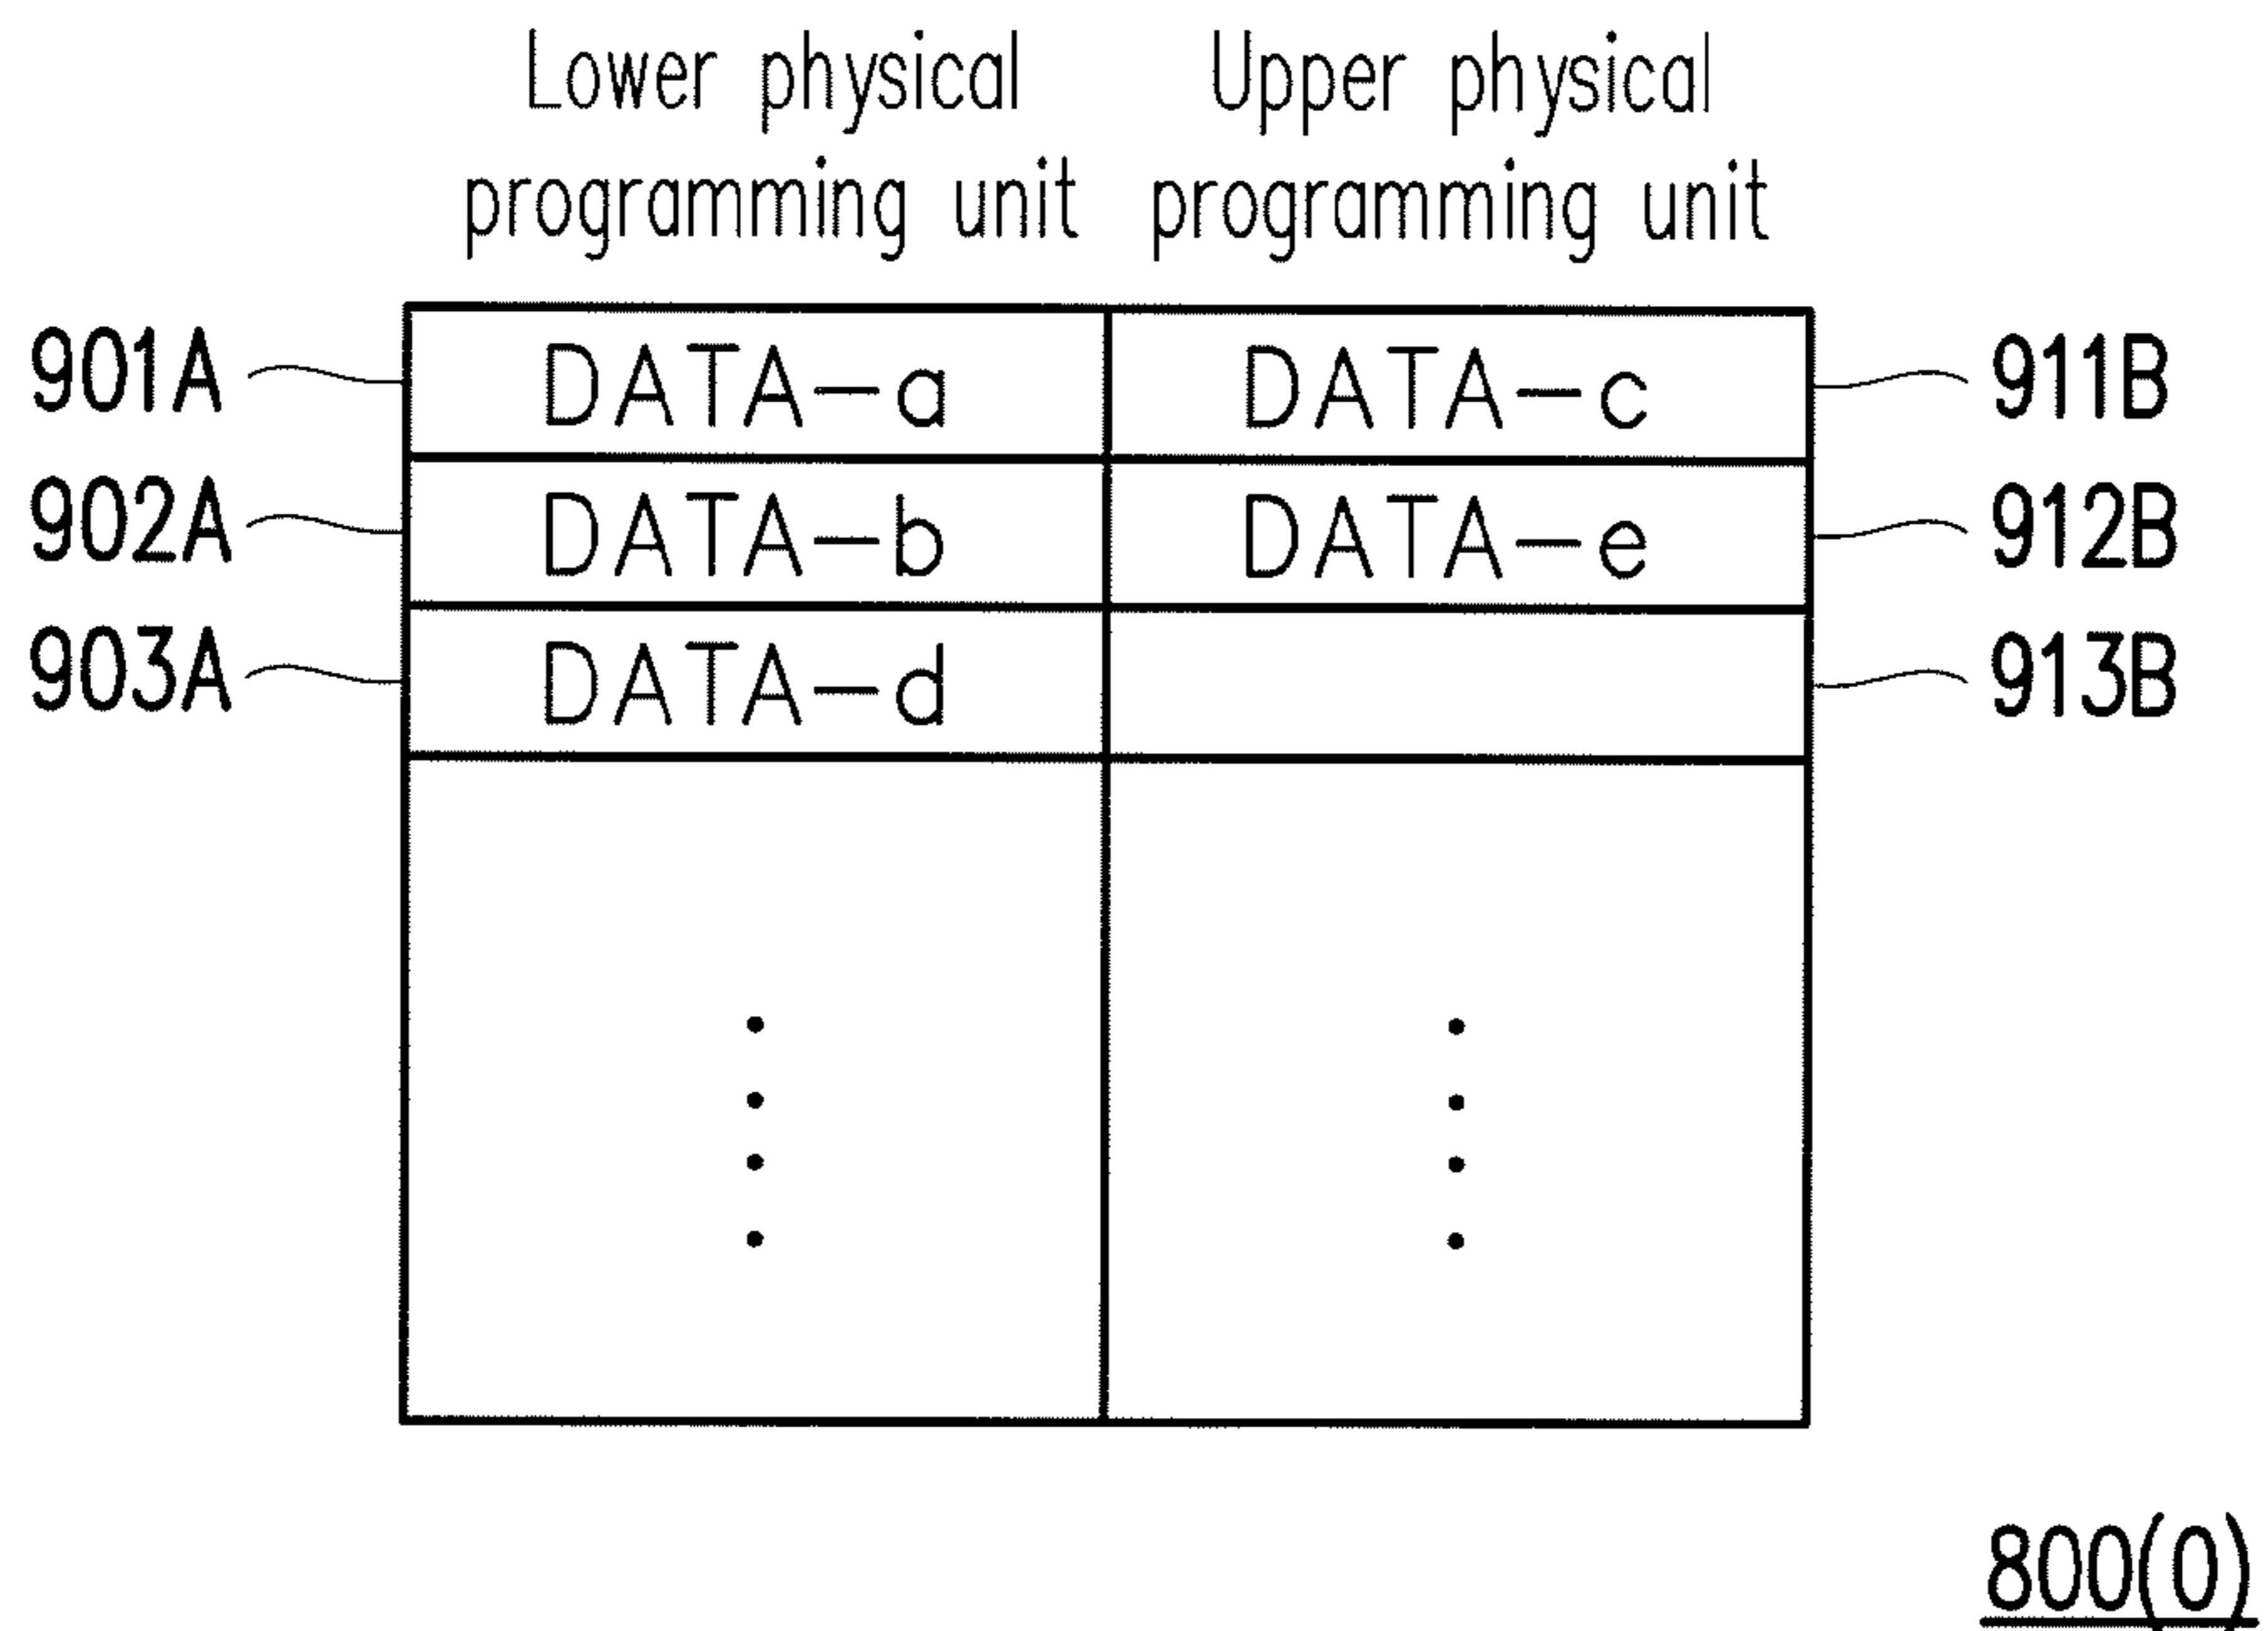 Lower physical
programming unit
Upper physical
programming unit
901A DATA-a DATA-c 911B
902A DATA-b DATA-e 912B
903A DATA-d 913B
800(0)